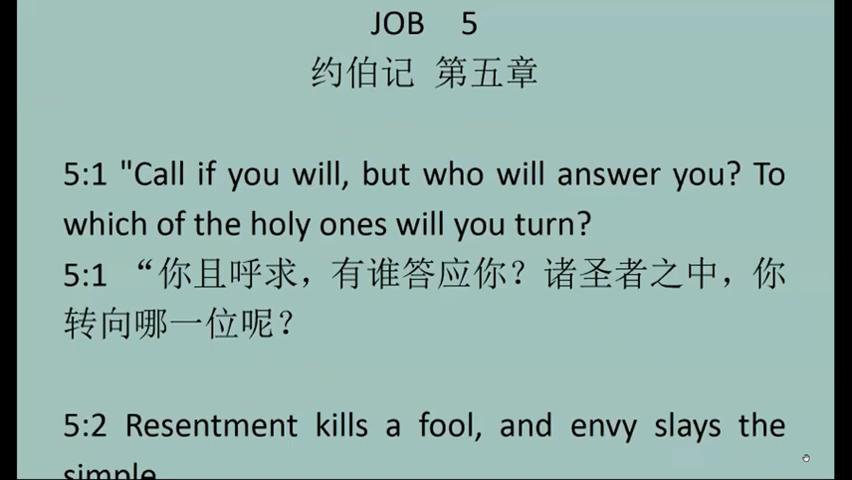 JOB 5
约伯记 第五章
5:1 "Call if you will, but who will answer you? To
which of the holy ones will you turn?
5:1 “你且呼求，有谁答应你？诸圣者之中，你
转向哪一位呢？
5:2 Resentment kills a fool, and envy slays the
simple